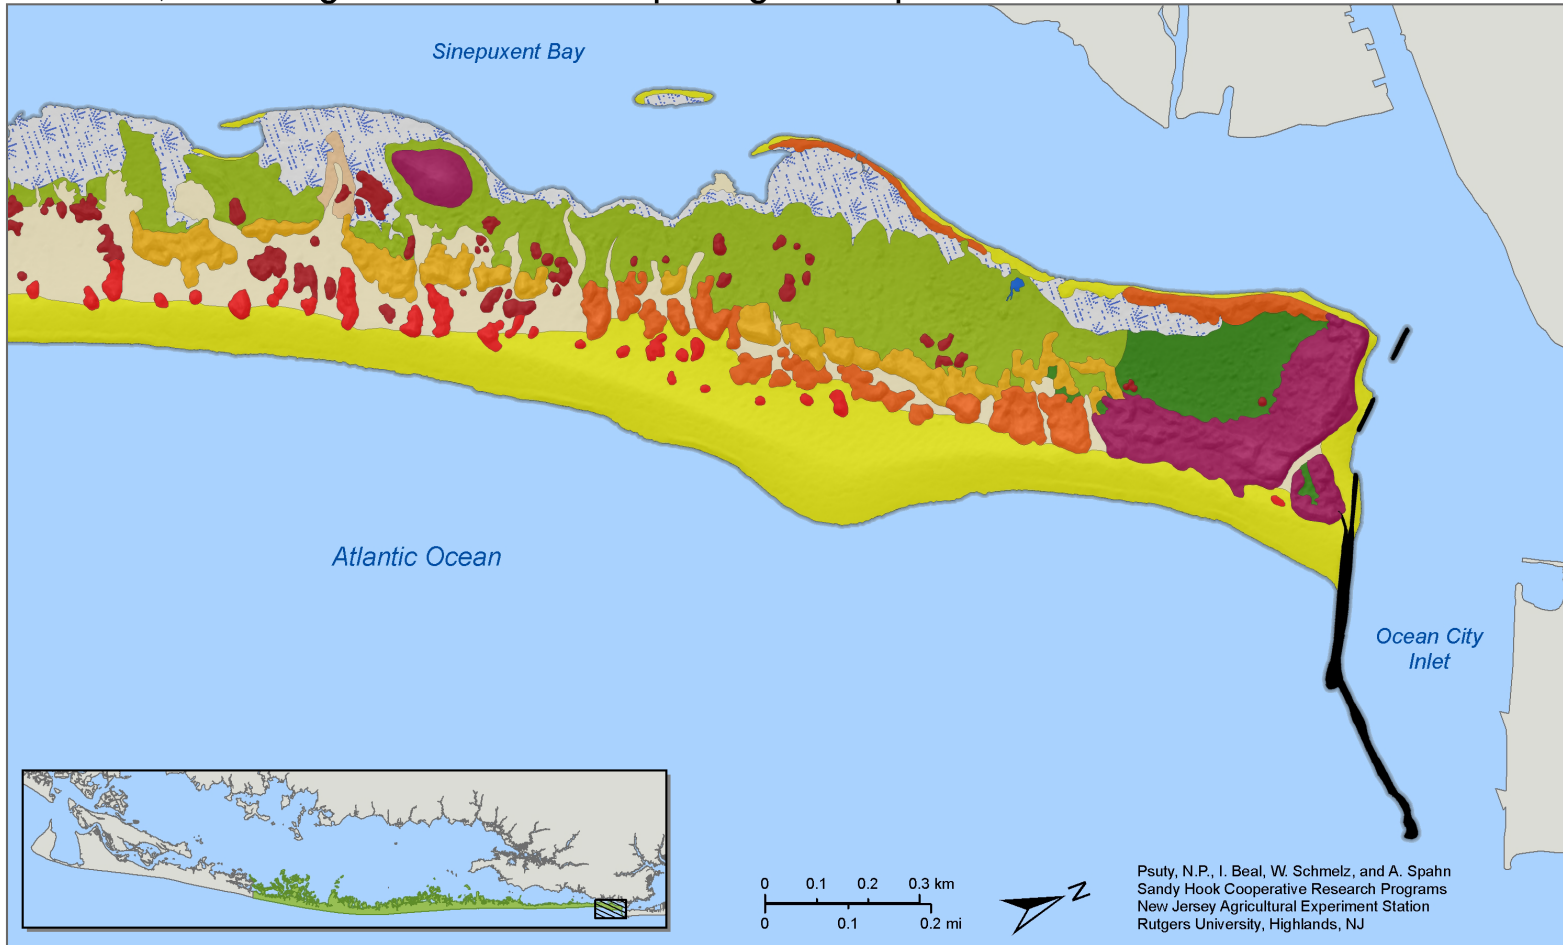 Sinepuxent Bay
Atlantic Ocean
Ocean City
Inlet
0 0.1 0.2 0.3 km
0 0.1 0.2 mi
N
Psuty, N.P., I. Beal, W. Schmelz, and A. Spahn
Sandy Hook Cooperative Research Programs
New Jersey Agricultural Experiment Station
Rutgers University, Highlands, NJ